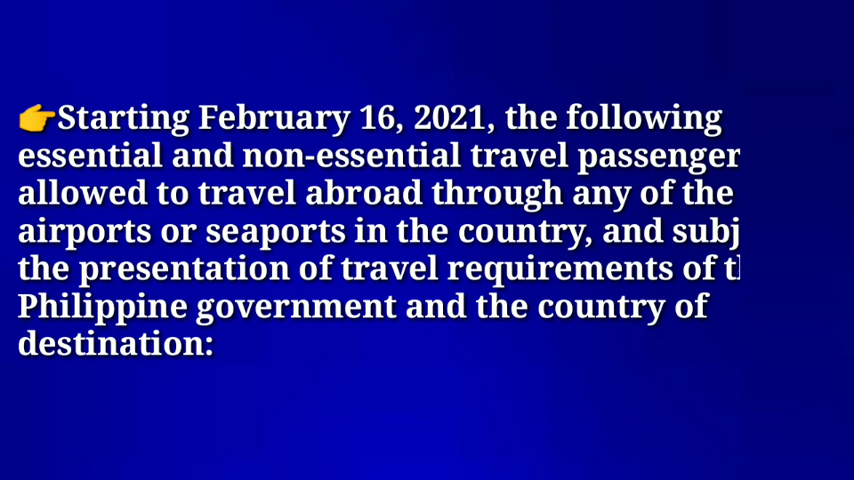 👉Starting February 16, 2021, the following
essential and non-essential travel passenger
allowed to travel abroad through any of the
airports or seaports in the country, and subj
the presentation of travel requirements of
Philippine government and the country of
destination: